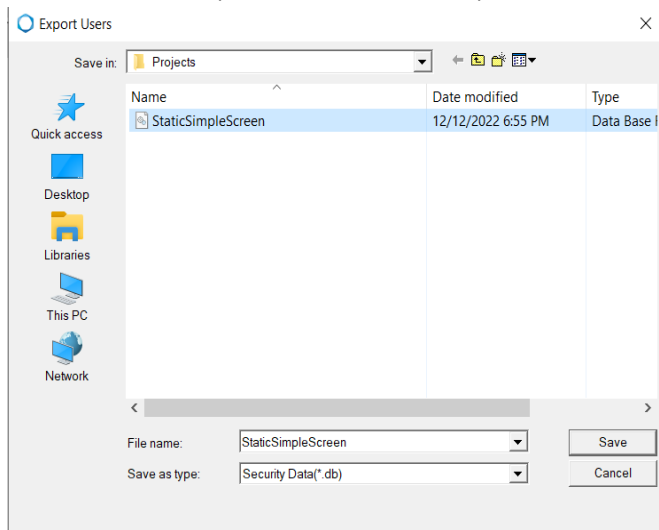 Export Users
Save in: Projects
Name Date modified Type
StaticSimpleScreen 12/12/2022 6:55 PM Data Base
Quick access
Desktop
Libraries
This PC
Network
File name: StaticSimpleScreen Save
Save as type: Security Data(*.db) Cancel